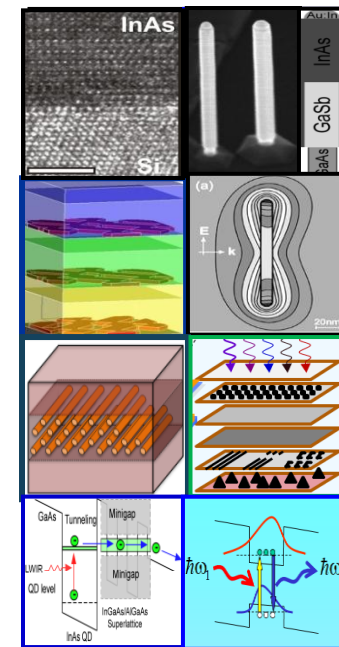 InAs
Si
Au:In
InAs
GaSb
GaAs
(a)
E
k
20nm
GaAs
Tunneling
Minigap
LWIR
QD level
Minigap
InGaAs/AlGaAs
Superlattice
InAs QD
ħω₁
ħω